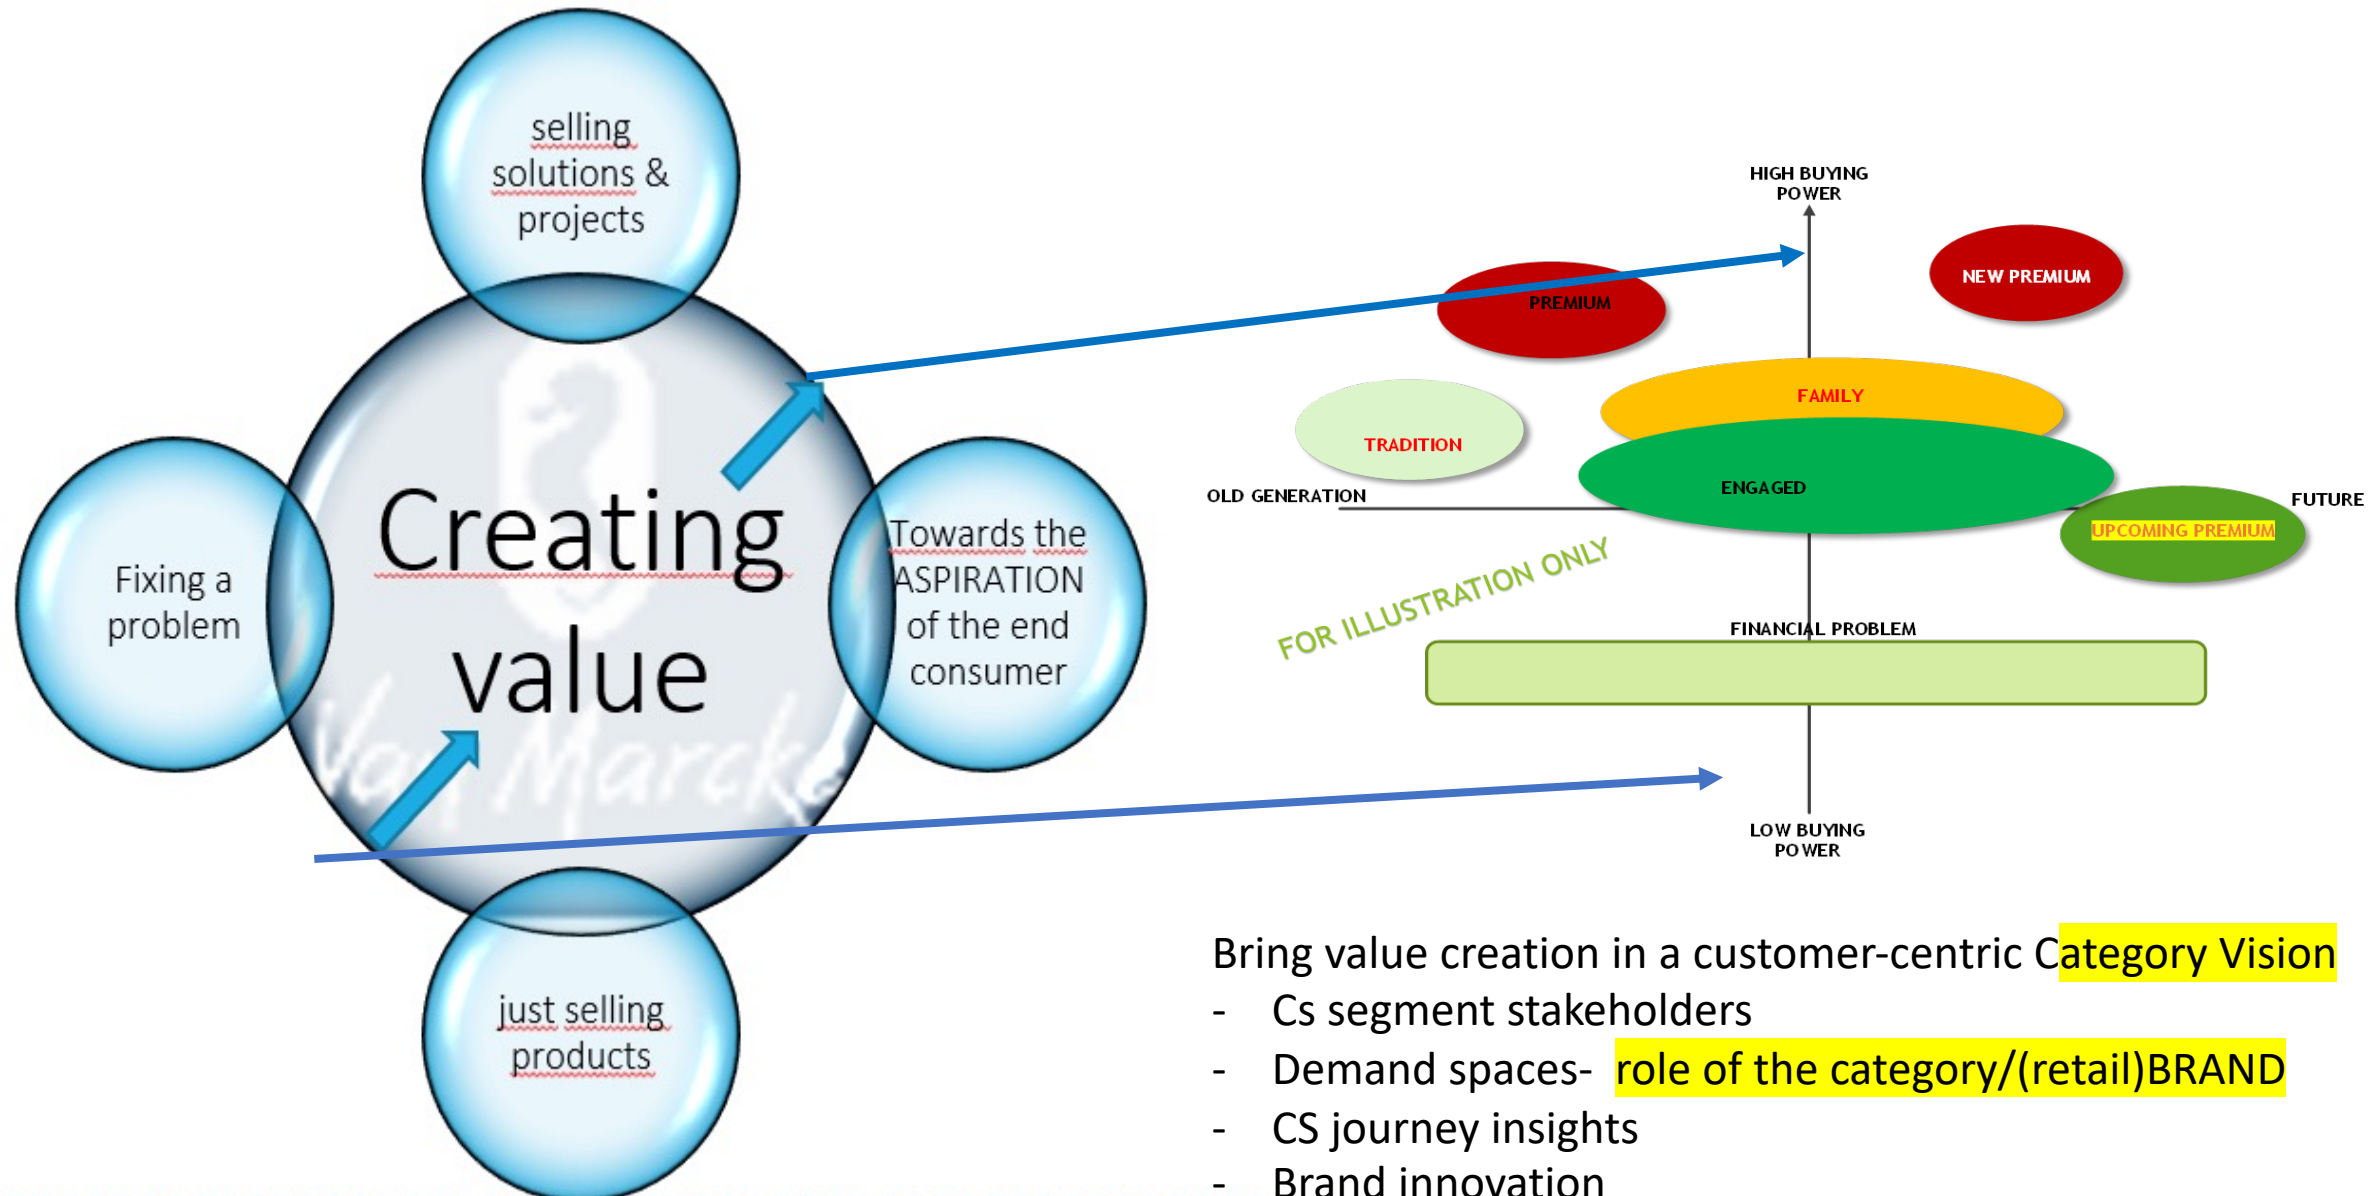 selling
solutions &
projects
Fixing a
problem
Creating
value
Towards the
ASPIRATION
of the end
consumer
just selling
products
Van Marcke
HIGH BUYING
POWER
NEW PREMIUM
PREMIUM
FAMILY
TRADITION
ENGAGED
OLD GENERATION
FUTURE
UPCOMING PREMIUM
FOR ILLUSTRATION ONLY
FINANCIAL PROBLEM
LOW BUYING
POWER
Bring value creation in a customer-centric Category Vision
- Cs segment stakeholders
- Demand spaces- role of the category/(retail)BRAND
- CS journey insights
- Brand innovation